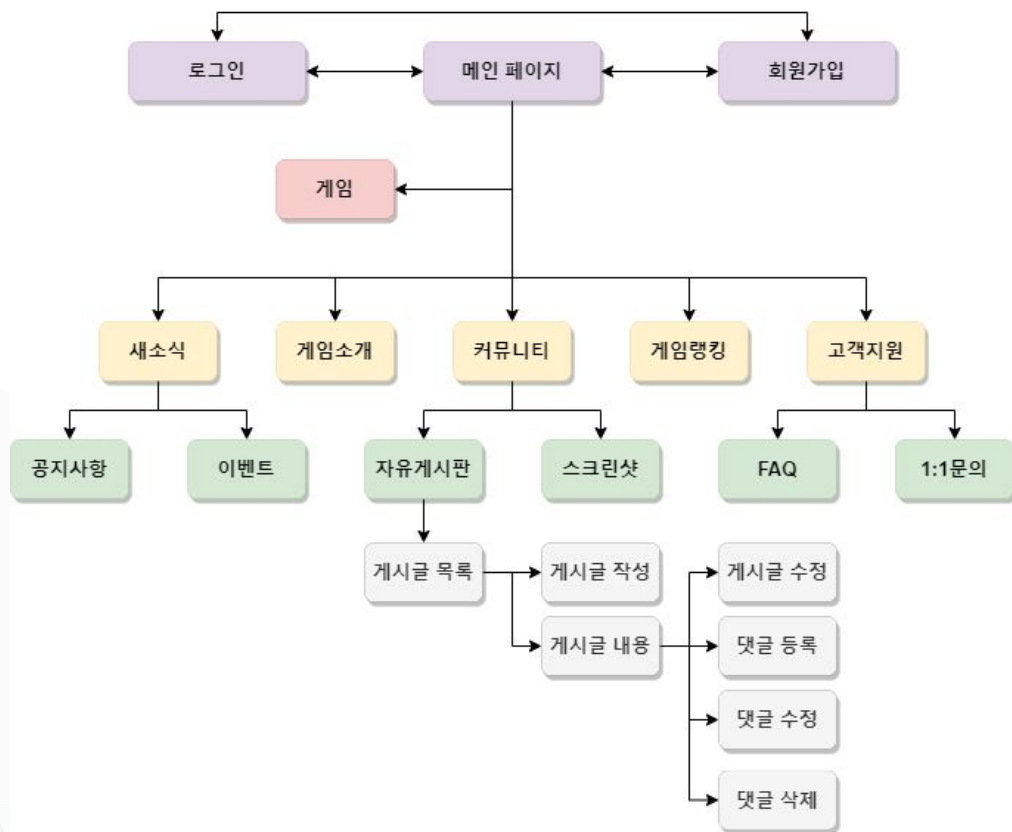 로그인
메인 페이지
회원가입
게임
새소식
게임소개
커뮤니티
게임랭킹
고객지원
공지사항
이벤트
자유게시판
스크린샷
FAQ
1:1문의
게시글 목록
게시글 작성
게시글 수정
게시글 내용
댓글 등록
댓글 수정
댓글 삭제